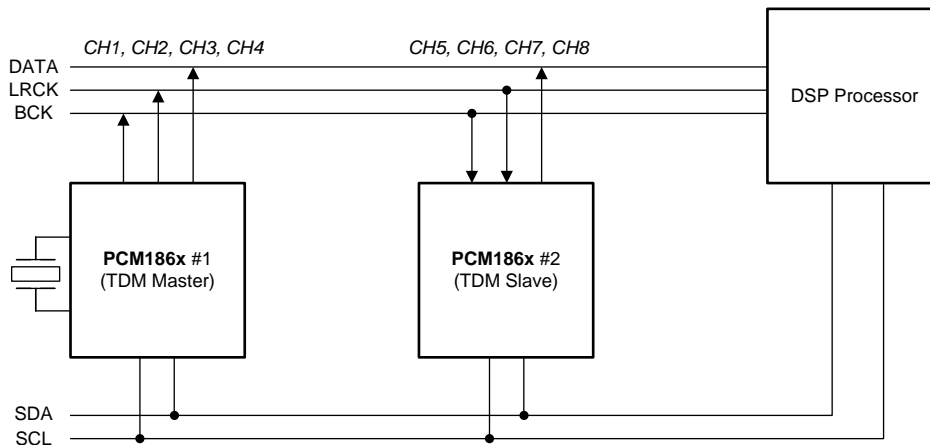 CH1, CH2, CH3, CH4
CH5, CH6, CH7, CH8
DATA
LRCK
BCK
DSP Processor
PCM186x #1
(TDM Master)
PCM186x #2
(TDM Slave)
SDA
SCL